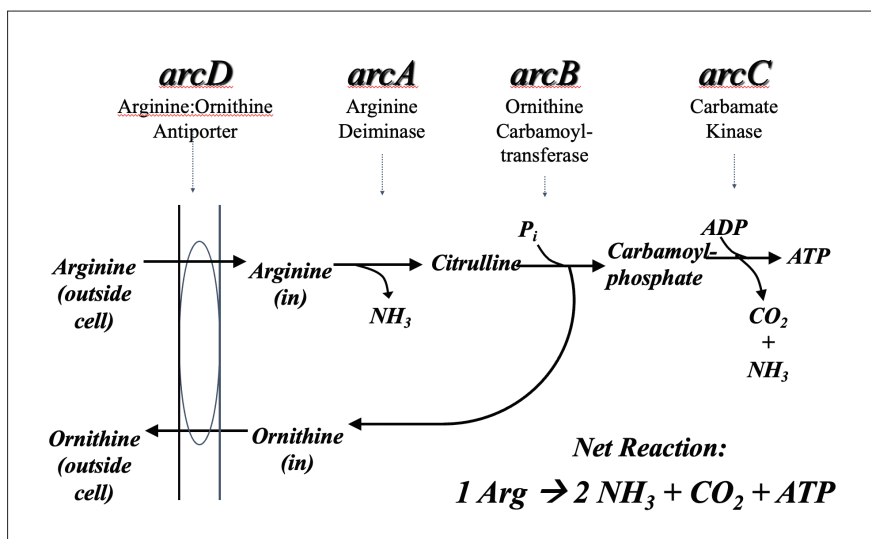 arcD
Arginine:Ornithine
Antiporter
arcA
Arginine
Deiminase
arcB
Ornithine
Carbamoyl-
transferase
arcC
Carbamate
Kinase
Arginine
(outside
cell)
Arginine
(in)
NH3
Citrulline
Pi
Carbamoyl-
phosphate
ADP
ATP
CO2
+
NH3
Ornithine
(outside
cell)
Ornithine
(in)
Net Reaction:
1 Arg → 2 NH3 + CO2 + ATP